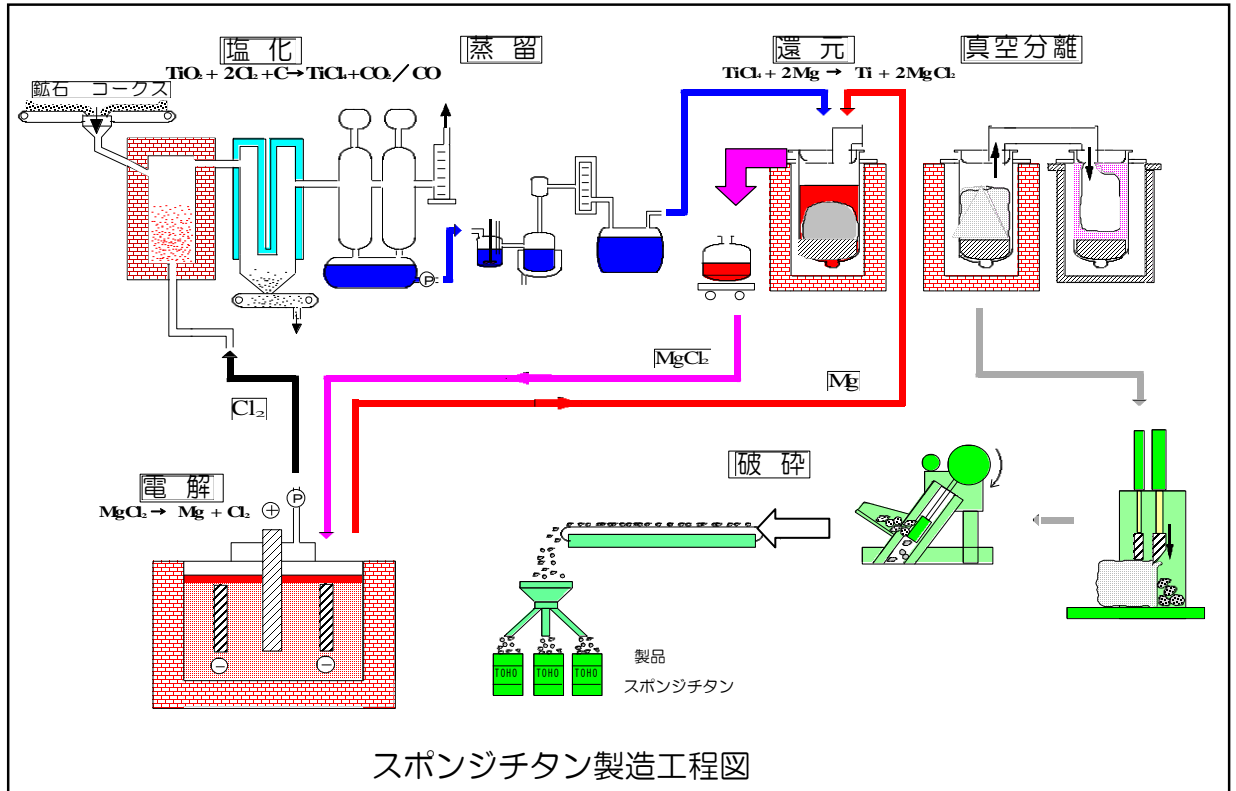 塩 化
蒸 留
還 元
真空分離
TiO₂ + 2Cl₂ + C→TiCl₄+CO₂／CO
TiCl₄ + 2Mg → Ti + 2MgCl₂
鉱石 コークス
P
MgCl₂
Mg
Cl₂
電 解
MgCl₂→ Mg + Cl₂
+
P
破 砕
－
－
TOHO
TOHO
TOHO
製品
スポンジチタン
スポンジチタン製造工程図